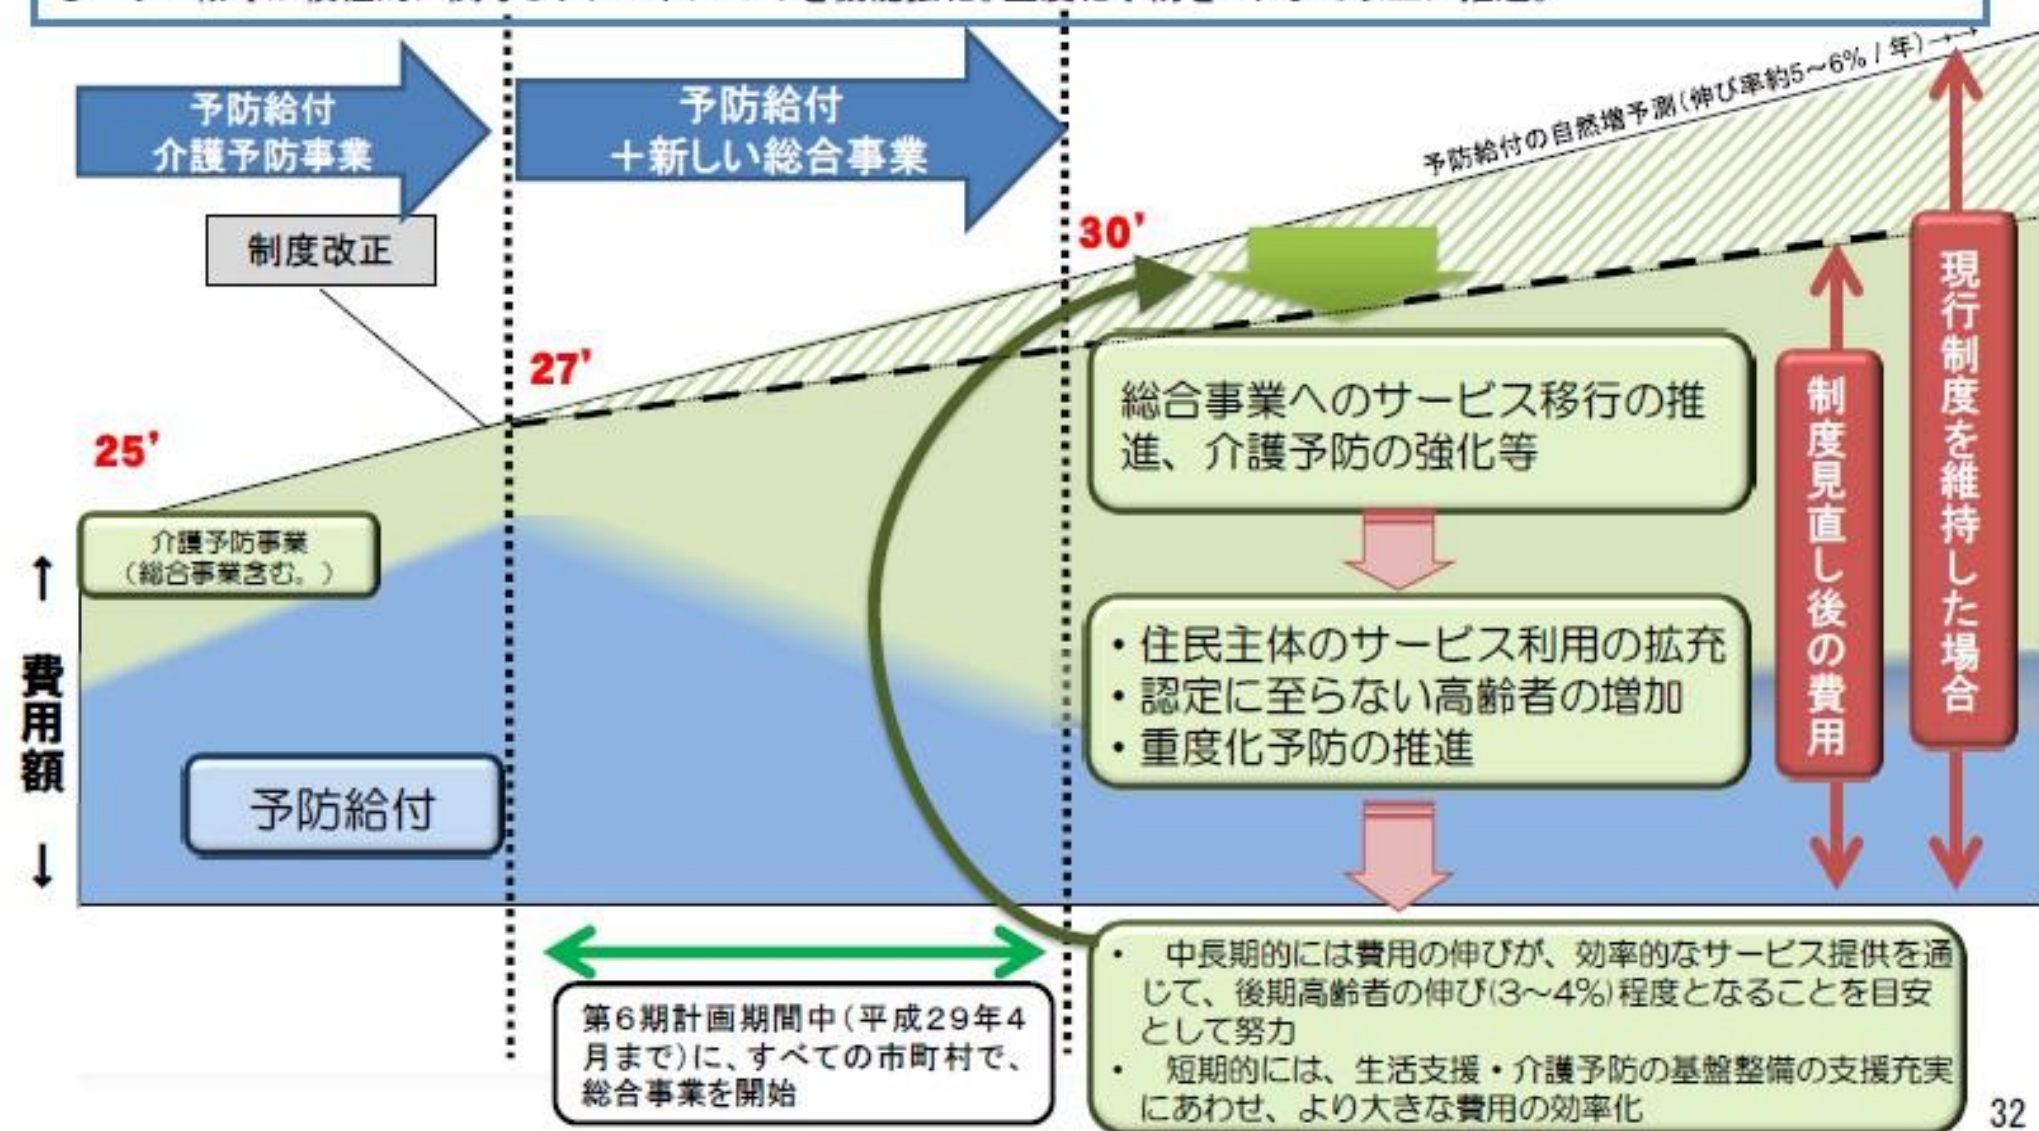 予防給付
介護予防事業
予防給付
＋新しい総合事業
予防給付の自然増予測（伸び率約5～6% / 年）→→
制度改正
30’
27’
25’
現行制度を維持した場合
制度見直し後の費用
総合事業へのサービス移行の推
進、介護予防の強化等
介護予防事業
（総合事業含む。）
↑
費用額
↓
・住民主体のサービス利用の拡充
・認定に至らない高齢者の増加
・重度化予防の推進
予防給付
第6期計画期間中（平成29年4
月まで）に、すべての市町村で、
総合事業を開始
・ 中長期的には費用の伸びが、効率的なサービス提供を通
じて、後期高齢者の伸び(3～4%)程度となることを目安
として努力
・ 短期的には、生活支援・介護予防の基盤整備の支援充実
にあわせ、より大きな費用の効率化
32